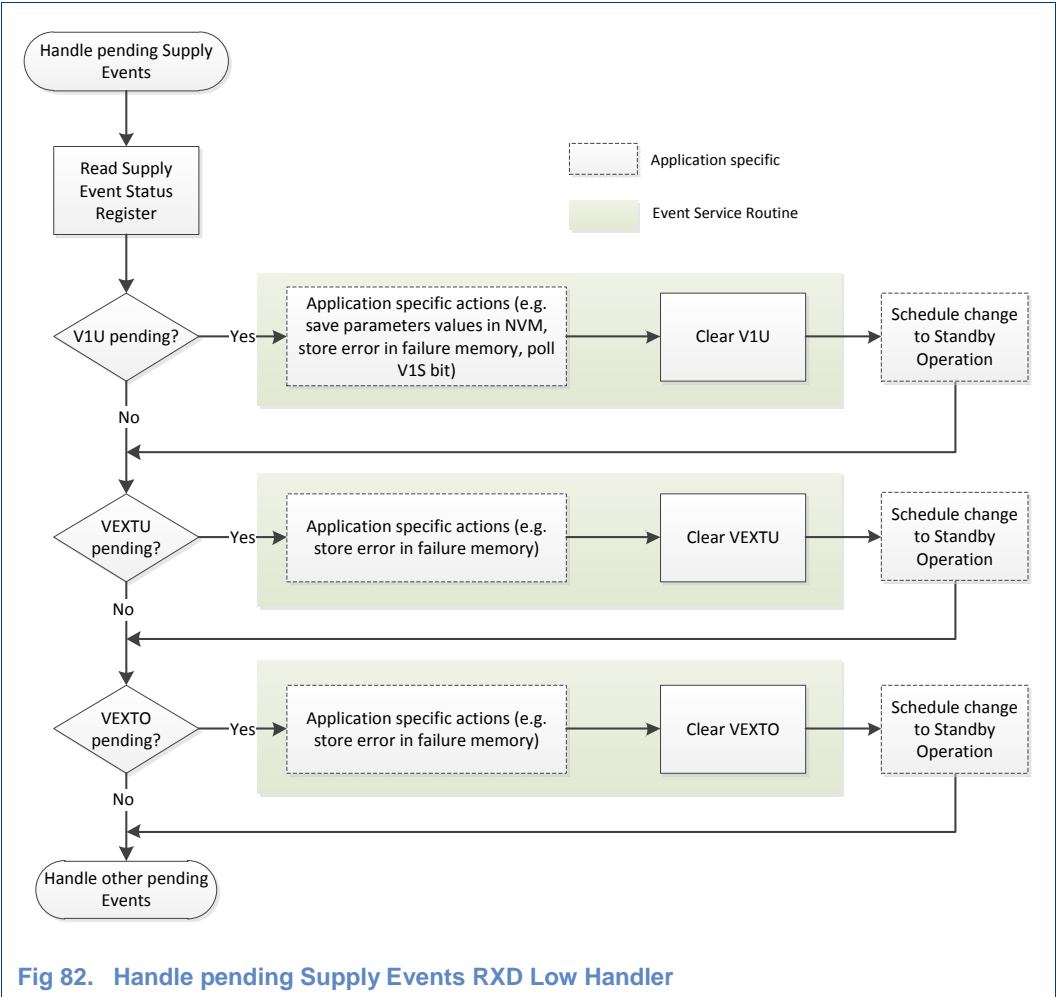 Handle pending Supply
Events
Read Supply
Event Status
Register
Application specific
Event Service Routine
V1U pending?
Yes
Application specific actions (e.g.
save parameters values in NVM,
store error in failure memory, poll
V1S bit)
Clear V1U
Schedule change
to Standby
Operation
No
VEXTU
pending?
Yes
Application specific actions (e.g.
store error in failure memory)
Clear VEXTU
Schedule change
to Standby
Operation
No
VEXTO
pending?
Yes
Application specific actions (e.g.
store error in failure memory)
Clear VEXTO
Schedule change
to Standby
Operation
No
Handle other pending
Events
Fig 82. Handle pending Supply Events RXD Low Handler